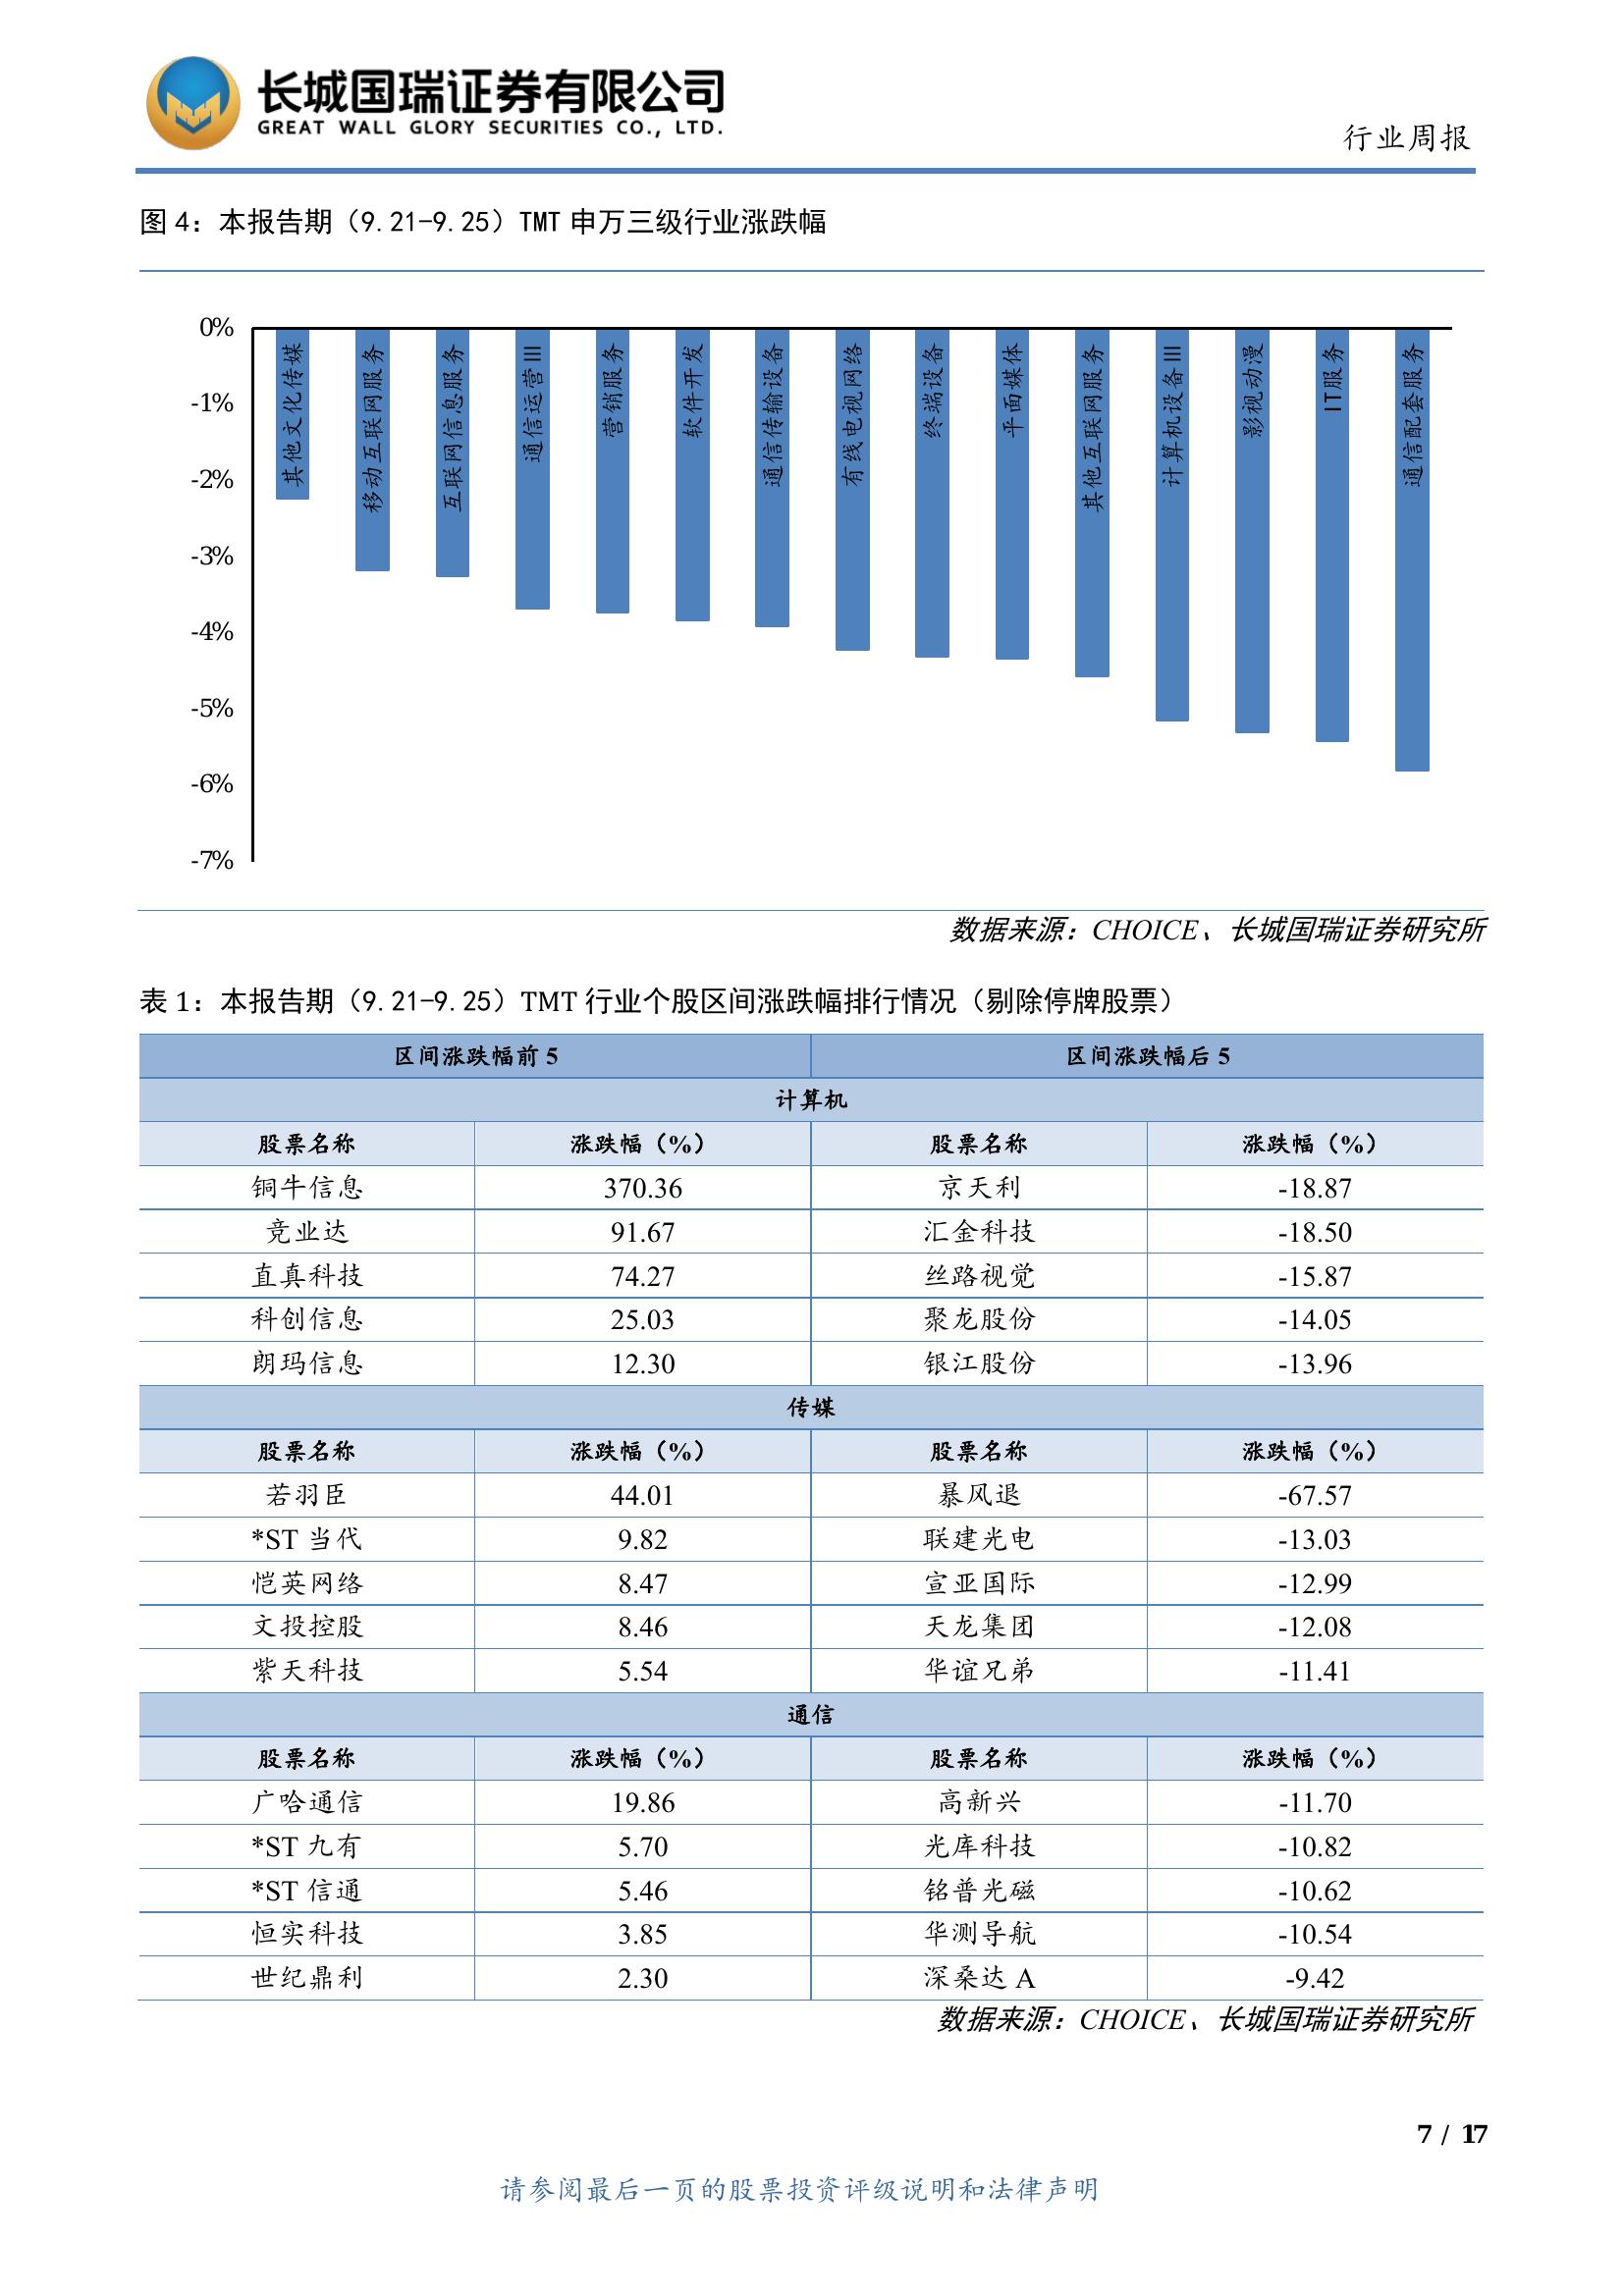 长城国瑞证券有限公司
GREAT WALL GLORY SECURITIES CO., LTD.
行业周报
图 4：本报告期（9.21-9.25）TMT 申万三级行业涨跌幅
0%
-1%
-2%
-3%
-4%
-5%
-6%
-7%
其他文化传媒
移动互联网服务
互联网信息服务
通信运营Ⅲ
营销服务
软件开发
通信传输设备
有线电视网络
终端设备
平面媒体
其他互联网服务
计算机设备Ⅲ
影视动漫
IT服务
通信配套服务
数据来源：CHOICE、长城国瑞证券研究所
表 1：本报告期（9.21-9.25）TMT 行业个股区间涨跌幅排行情况（剔除停牌股票）
区间涨跌幅前 5 区间涨跌幅后 5
计算机
股票名称 涨跌幅（%） 股票名称 涨跌幅（%）
铜牛信息 370.36 京天利 -18.87
竞业达 91.67 汇金科技 -18.50
直真科技 74.27 丝路视觉 -15.87
科创信息 25.03 聚龙股份 -14.05
朗玛信息 12.30 银江股份 -13.96
传媒
股票名称 涨跌幅（%） 股票名称 涨跌幅（%）
若羽臣 44.01 暴风退 -67.57
*ST 当代 9.82 联建光电 -13.03
恺英网络 8.47 宣亚国际 -12.99
文投控股 8.46 天龙集团 -12.08
紫天科技 5.54 华谊兄弟 -11.41
通信
股票名称 涨跌幅（%） 股票名称 涨跌幅（%）
广哈通信 19.86 高新兴 -11.70
*ST 九有 5.70 光库科技 -10.82
*ST 信通 5.46 铭普光磁 -10.62
恒实科技 3.85 华测导航 -10.54
世纪鼎利 2.30 深桑达 A -9.42
数据来源：CHOICE、长城国瑞证券研究所
7 / 17
请参阅最后一页的股票投资评级说明和法律声明